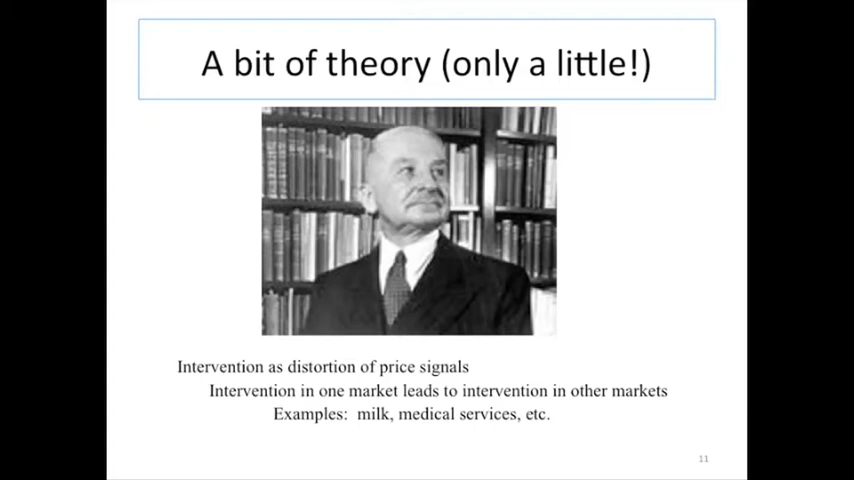 A bit of theory (only a little!)
Intervention as distortion of price signals
Intervention in one market leads to intervention in other markets
Examples:  milk, medical services, etc.
11